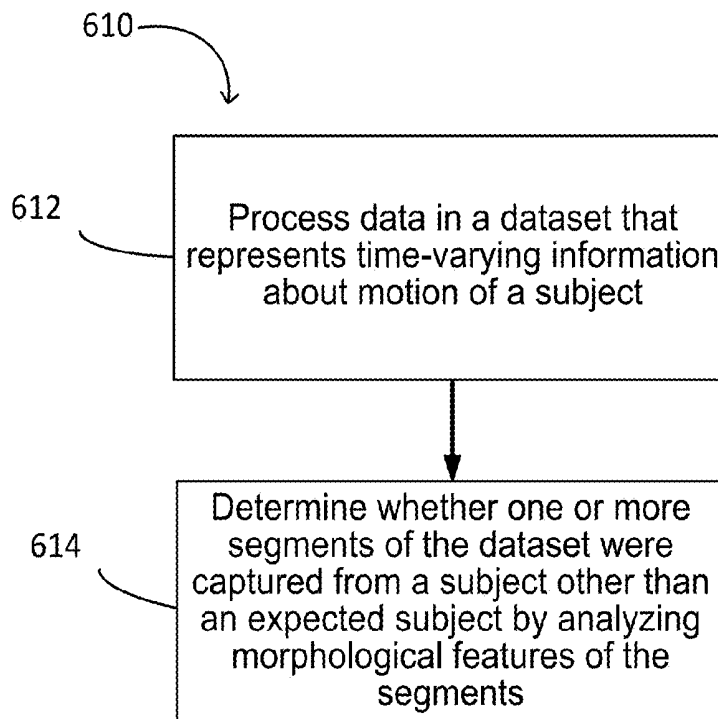 610
612
Process data in a dataset that
represents time-varying information
about motion of a subject
614
Determine whether one or more
segments of the dataset were
captured from a subject other than
an expected subject by analyzing
morphological features of the
segments